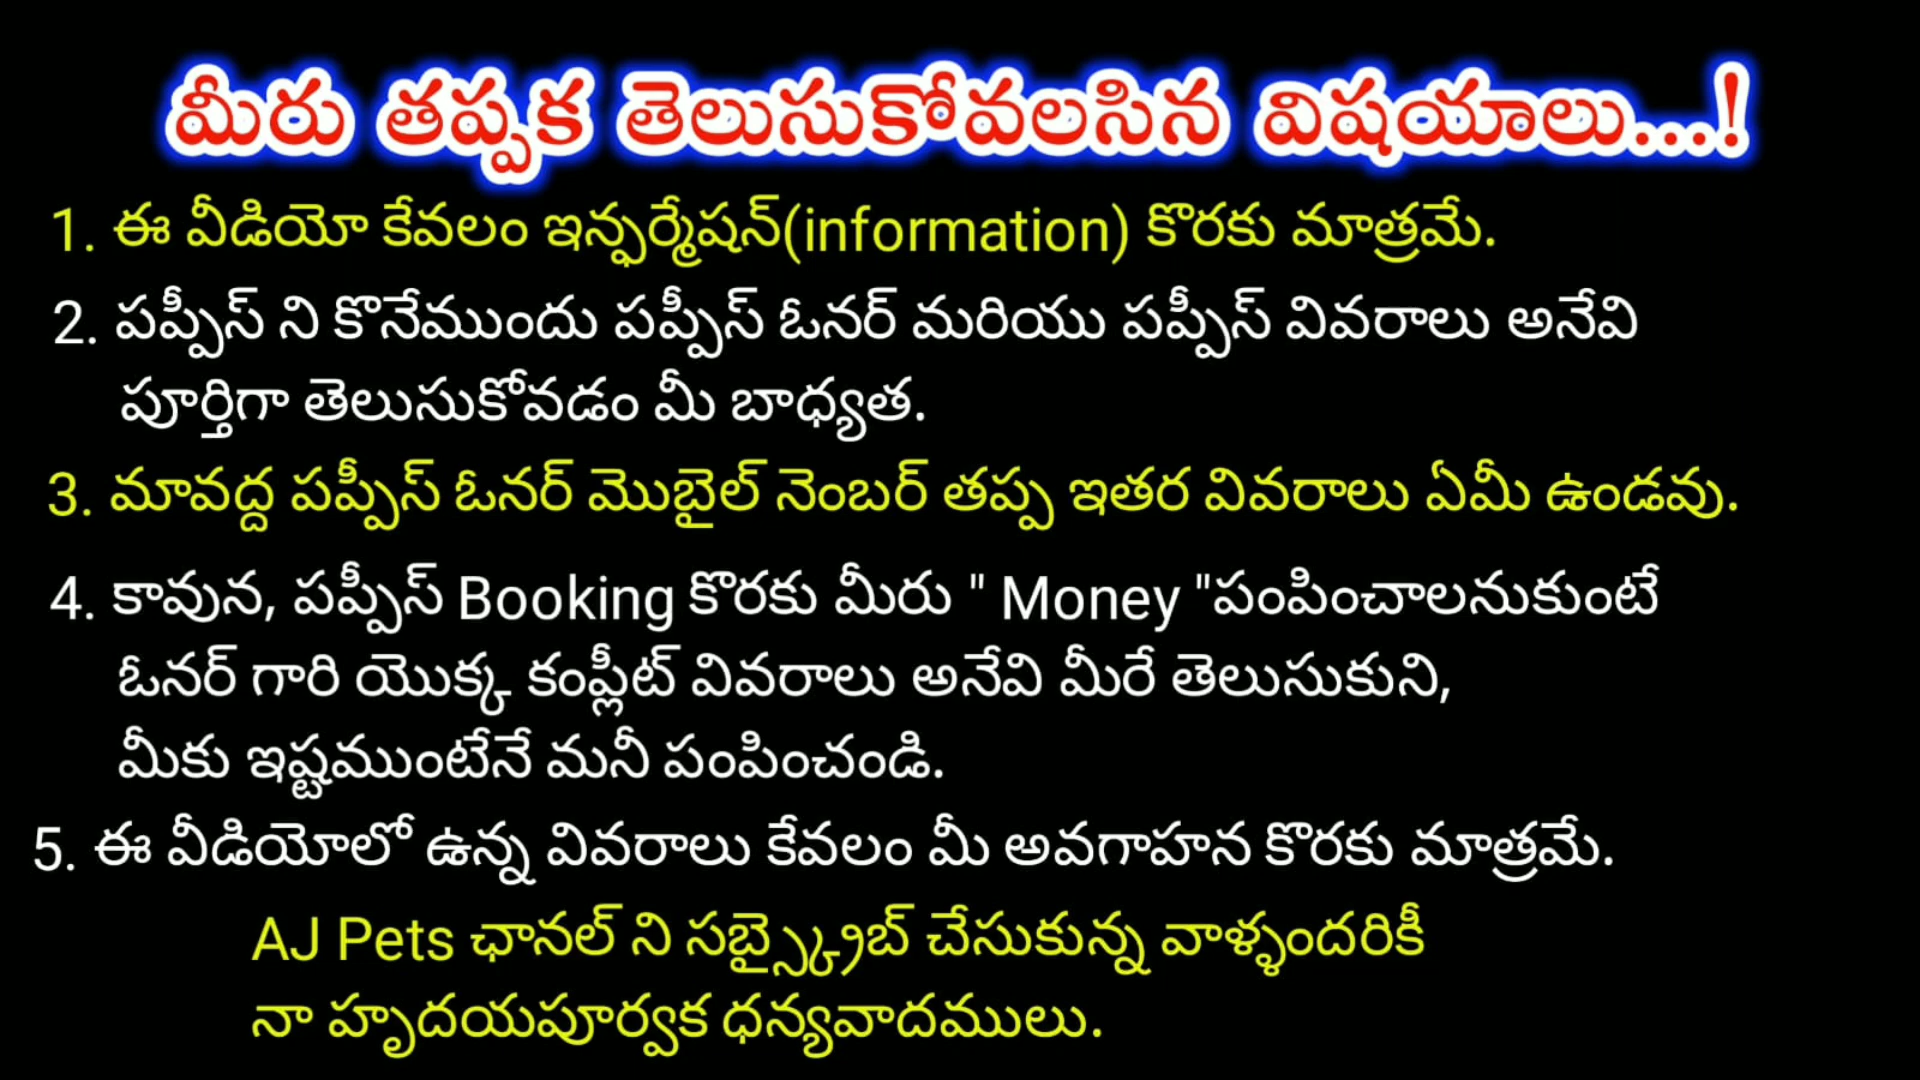 మీరు తప్పక తెలుసుకోవలసిన విషయాలు....!
1. ఈ వీడియో కేవలం ఇన్ఫర్మేషన్(information) కొరకు మాత్రమే.
2. పప్పీస్ ని కొనేముందు పప్పీస్ ఓనర్ మరియు పప్పీస్ వివరాలు అనేవి
పూర్తిగా తెలుసుకోవడం మీ బాధ్యత.
3. మావద్ద పప్పీస్ ఓనర్ మొబైల్ నెంబర్ తప్ప ఇతర వివరాలు ఏమీ ఉండవు.
4. కావున, పప్పీస్ Booking కొరకు మీరు " Money "పంపించాలనుకుంటే
ఓనర్ గారి యొక్క కంప్లీట్ వివరాలు అనేవి మీరే తెలుసుకుని,
మీకు ఇష్టముంటేనే మనీ పంపించండి.
5. ఈ వీడియోలో ఉన్న వివరాలు కేవలం మీ అవగాహన కొరకు మాత్రమే.
AJ Pets ఛానల్ ని సబ్స్క్రైబ్ చేసుకున్న వాళ్ళందరికీ
నా హృదయపూర్వక ధన్యవాదములు.